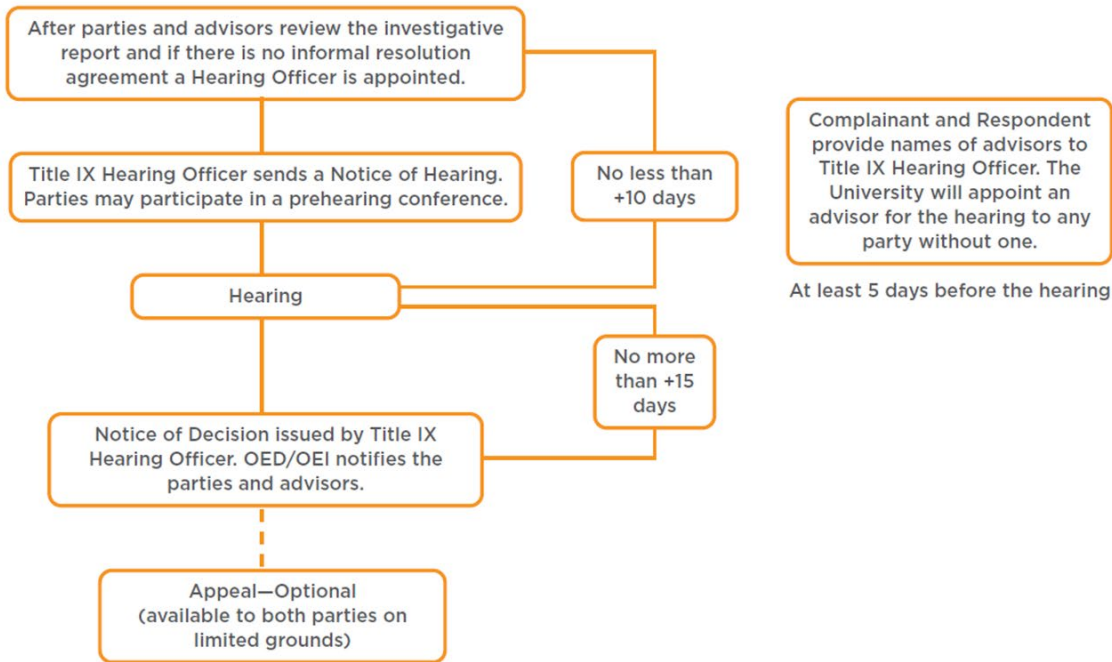 After parties and advisors review the investigative
report and if there is no informal resolution
agreement a Hearing Officer is appointed.
Title IX Hearing Officer sends a Notice of Hearing.
Parties may participate in a prehearing conference.
No less than
+10 days
Complainant and Respondent
provide names of advisors to
Title IX Hearing Officer. The
University will appoint an
advisor for the hearing to any
party without one.
At least 5 days before the hearing
Hearing
No more
than +15
days
Notice of Decision issued by Title IX
Hearing Officer. OED/OEI notifies the
parties and advisors.
Appeal—Optional
(available to both parties on
limited grounds)